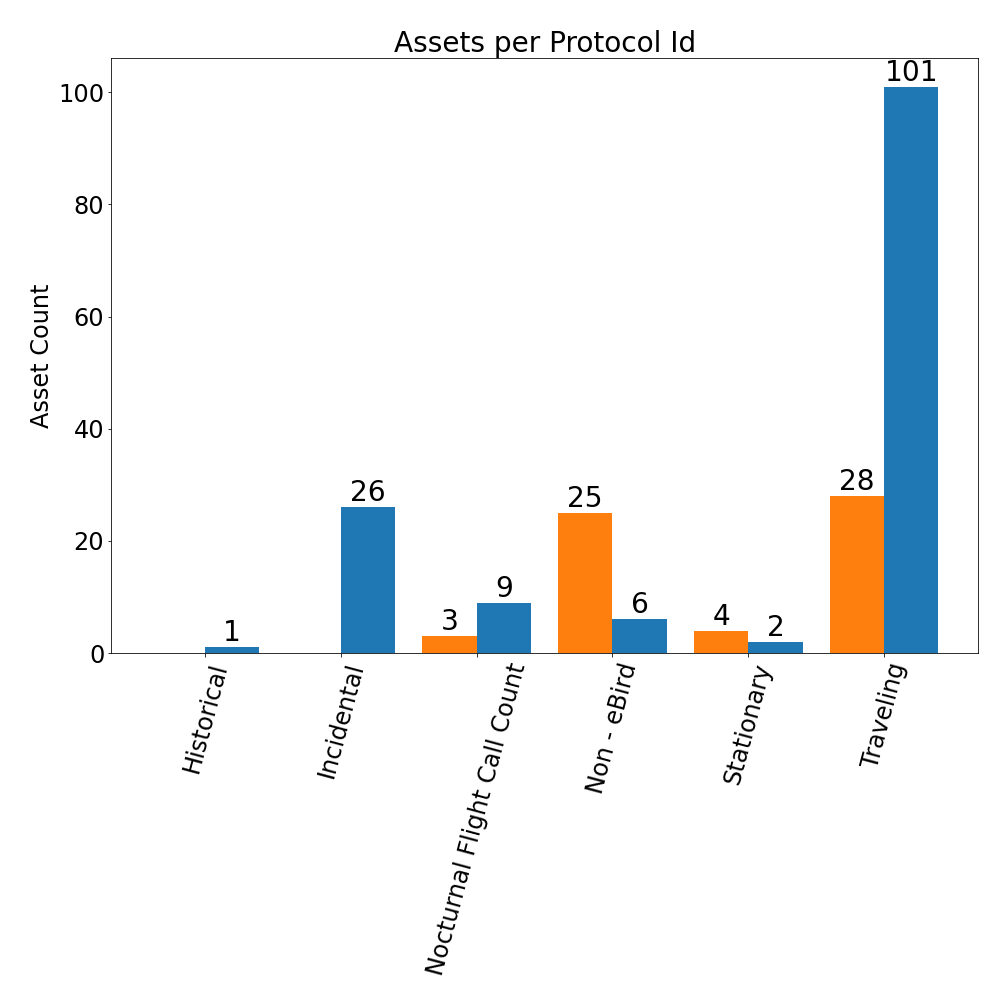 Assets per Protocol Id
Asset Count
100
80
60
40
20
0
1
26
3
9
25
6
4
2
28
101
Historical
Incidental
Nocturnal Flight Call Count
Non - eBird
Stationary
Traveling